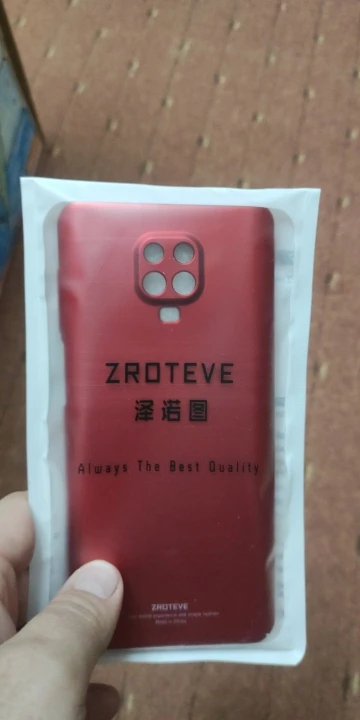 ZROTEVE
泽诺图
Always The Best Quality
ZROTEVE